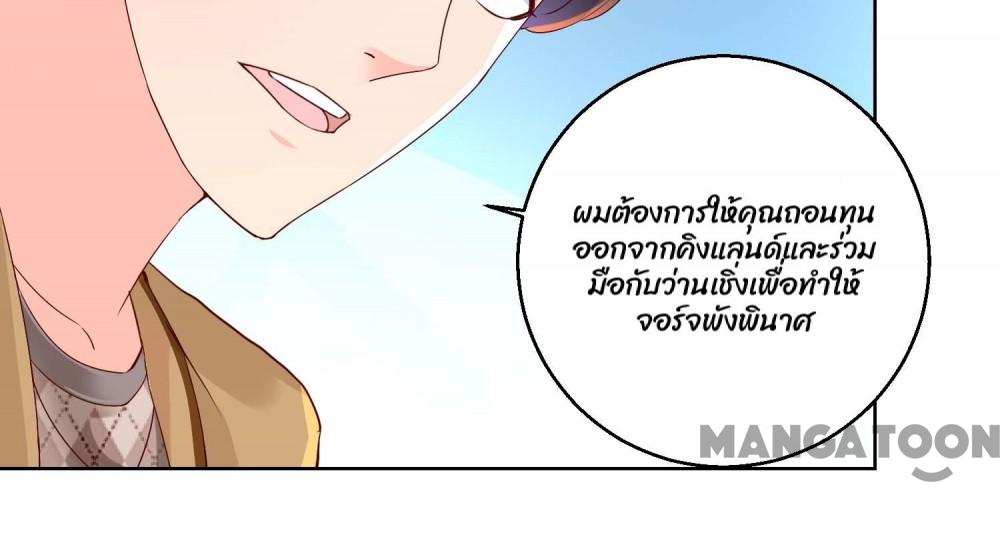 ผมต้องการให้คุณถอนทุน
ออกจากคิงแลนด์และร่วม
มือกับว่านเชิ่งเพื่อทำให้
จอร์จพังพินาศ
MANGATOON